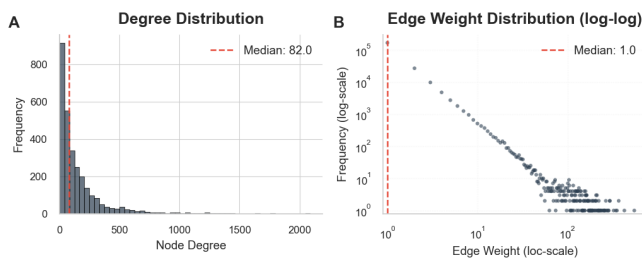 A
Degree Distribution
Median: 82.0
Frequency
800
600
400
200
0
0
500
1000
1500
2000
Node Degree
B
Edge Weight Distribution (log-log)
Median: 1.0
Frequency (log-scale)
10⁵
10⁴
10³
10²
10¹
10⁰
10⁰
10¹
10²
Edge Weight (loc-scale)